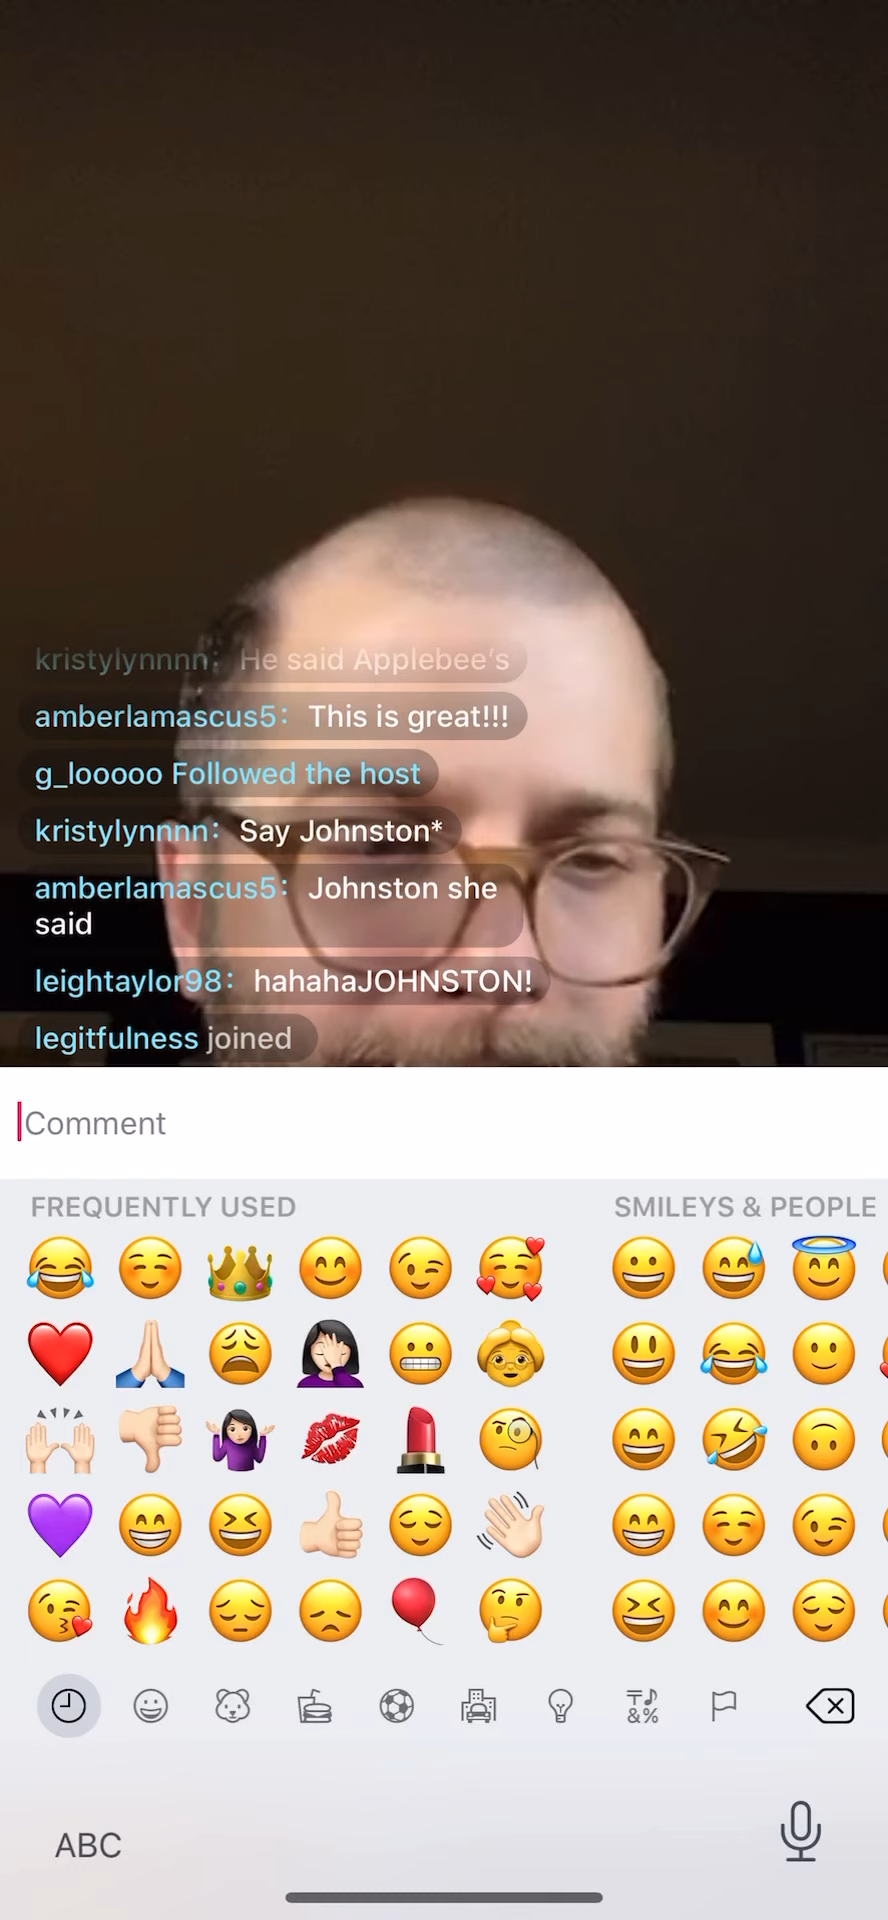 kristylynnnn: He said Applebee's
amberlamascus5: This is great!!!
g_looooo Followed the host
kristylynnnn: Say Johnston*
amberlamascus5: Johnston she
said
leightaylor98: hahahaJOHNSTON!
legitfulness joined
Comment
FREQUENTLY USED SMILEYS & PEOPLE
ABC